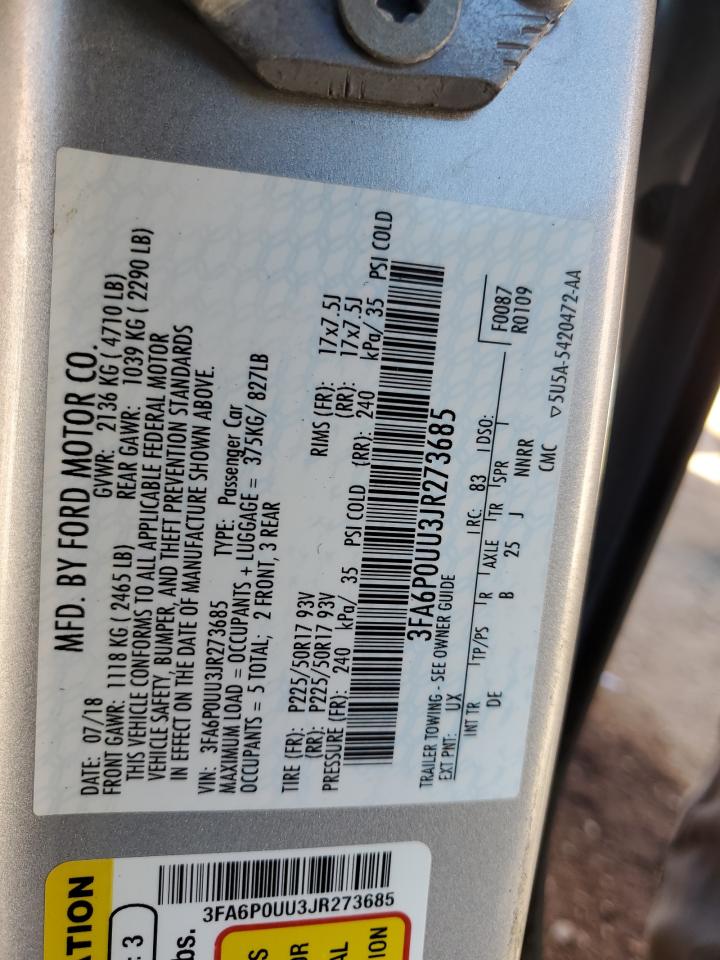 MFD. BY FORD MOTOR CO.
DATE: 07/18 GVWR: 2136 KG ( 4710 LB)
FRONT GAWR: 1118 KG ( 2465 LB) REAR GAWR: 1039 KG ( 2290 LB)
THIS VEHICLE CONFORMS TO ALL APPLICABLE FEDERAL MOTOR
VEHICLE SAFETY, BUMPER, AND THEFT PREVENTION STANDARDS
IN EFFECT ON THE DATE OF MANUFACTURE SHOWN ABOVE.
VIN: 3FA6P0UU3JR273685 TYPE: Passenger Car
MAXIMUM LOAD = OCCUPANTS + LUGGAGE = 375KG/ 827LB
OCCUPANTS = 5 TOTAL; 2 FRONT, 3 REAR
TIRE (FR): P225/50R17 93V RIMS (FR): 17x7.5J
(RR): P225/50R17 93V (RR): 17x7.5J
PRESSURE (FR): 240 kPa/ 35 PSI COLD (RR): 240 kPa/ 35 PSI COLD
3FA6P0UU3JR273685
TRAILER TOWING - SEE OWNER GUIDE
EXT PNT: UX RC: 83 DSO: F0087
R0109
INT TR TP/PS R AXLE TR SPR
DE B 25 J NNRR
CMC ▽5U5A-5420472-AA
3FA6P0UU3JR273685
ATION
: 3
bs.
S
OR
AL
ION